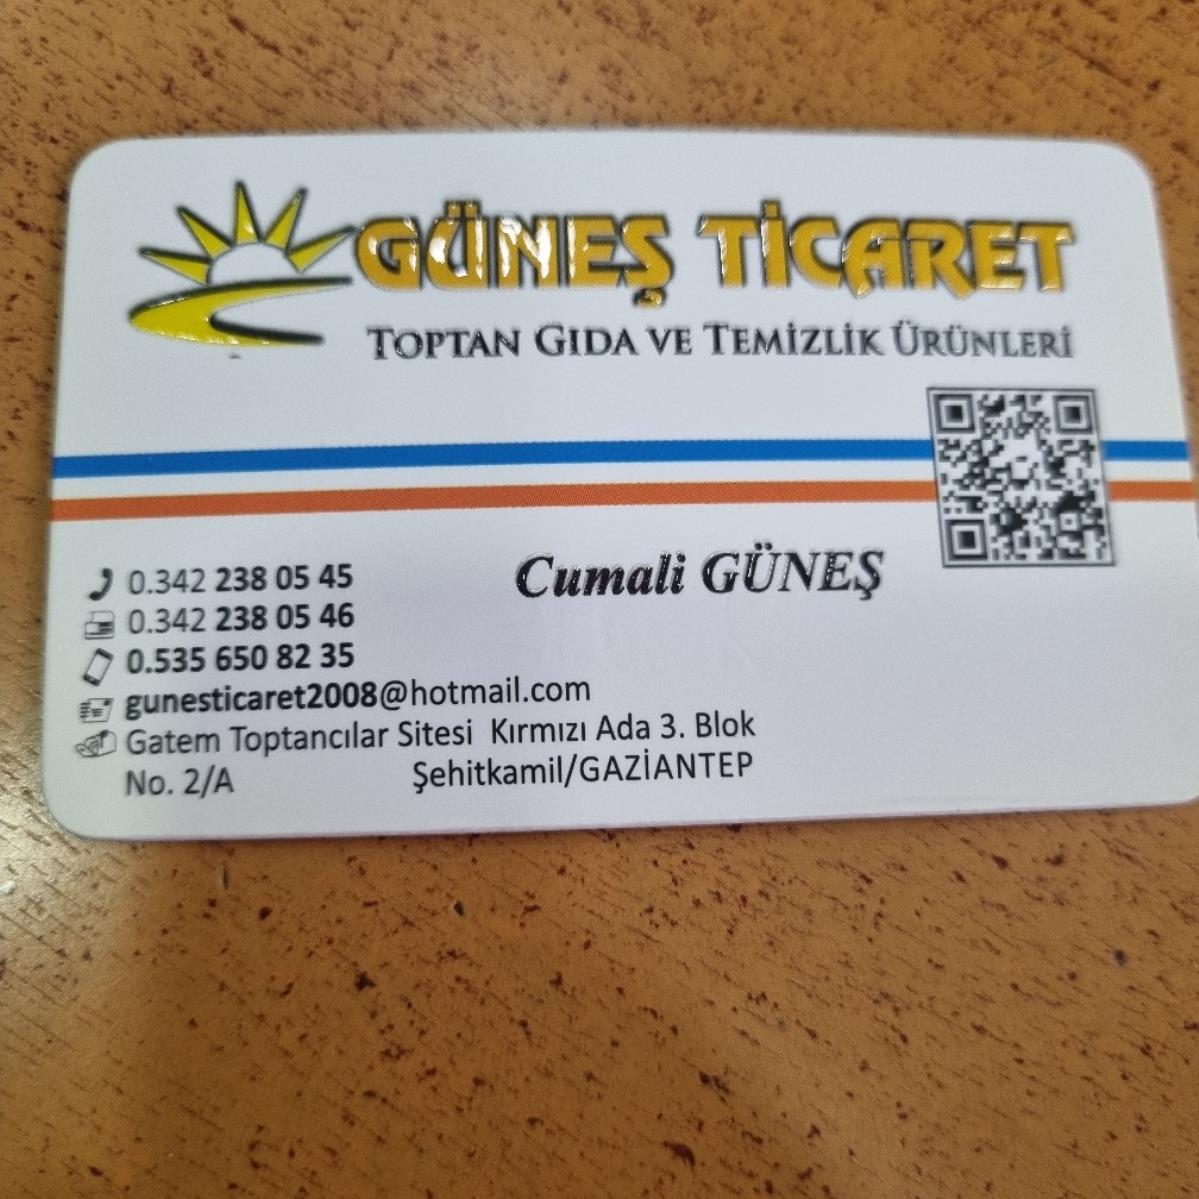 GÜNEŞ TİCARET
TOPTAN GIDA VE TEMİZLİK ÜRÜNLERİ
Cumali GÜNEŞ
0.342 238 05 45
0.342 238 05 46
0.535 650 82 35
gunesticaret2008@hotmail.com
Gatem Toptancılar Sitesi Kırmızı Ada 3. Blok
No. 2/A Şehitkamil/GAZİANTEP